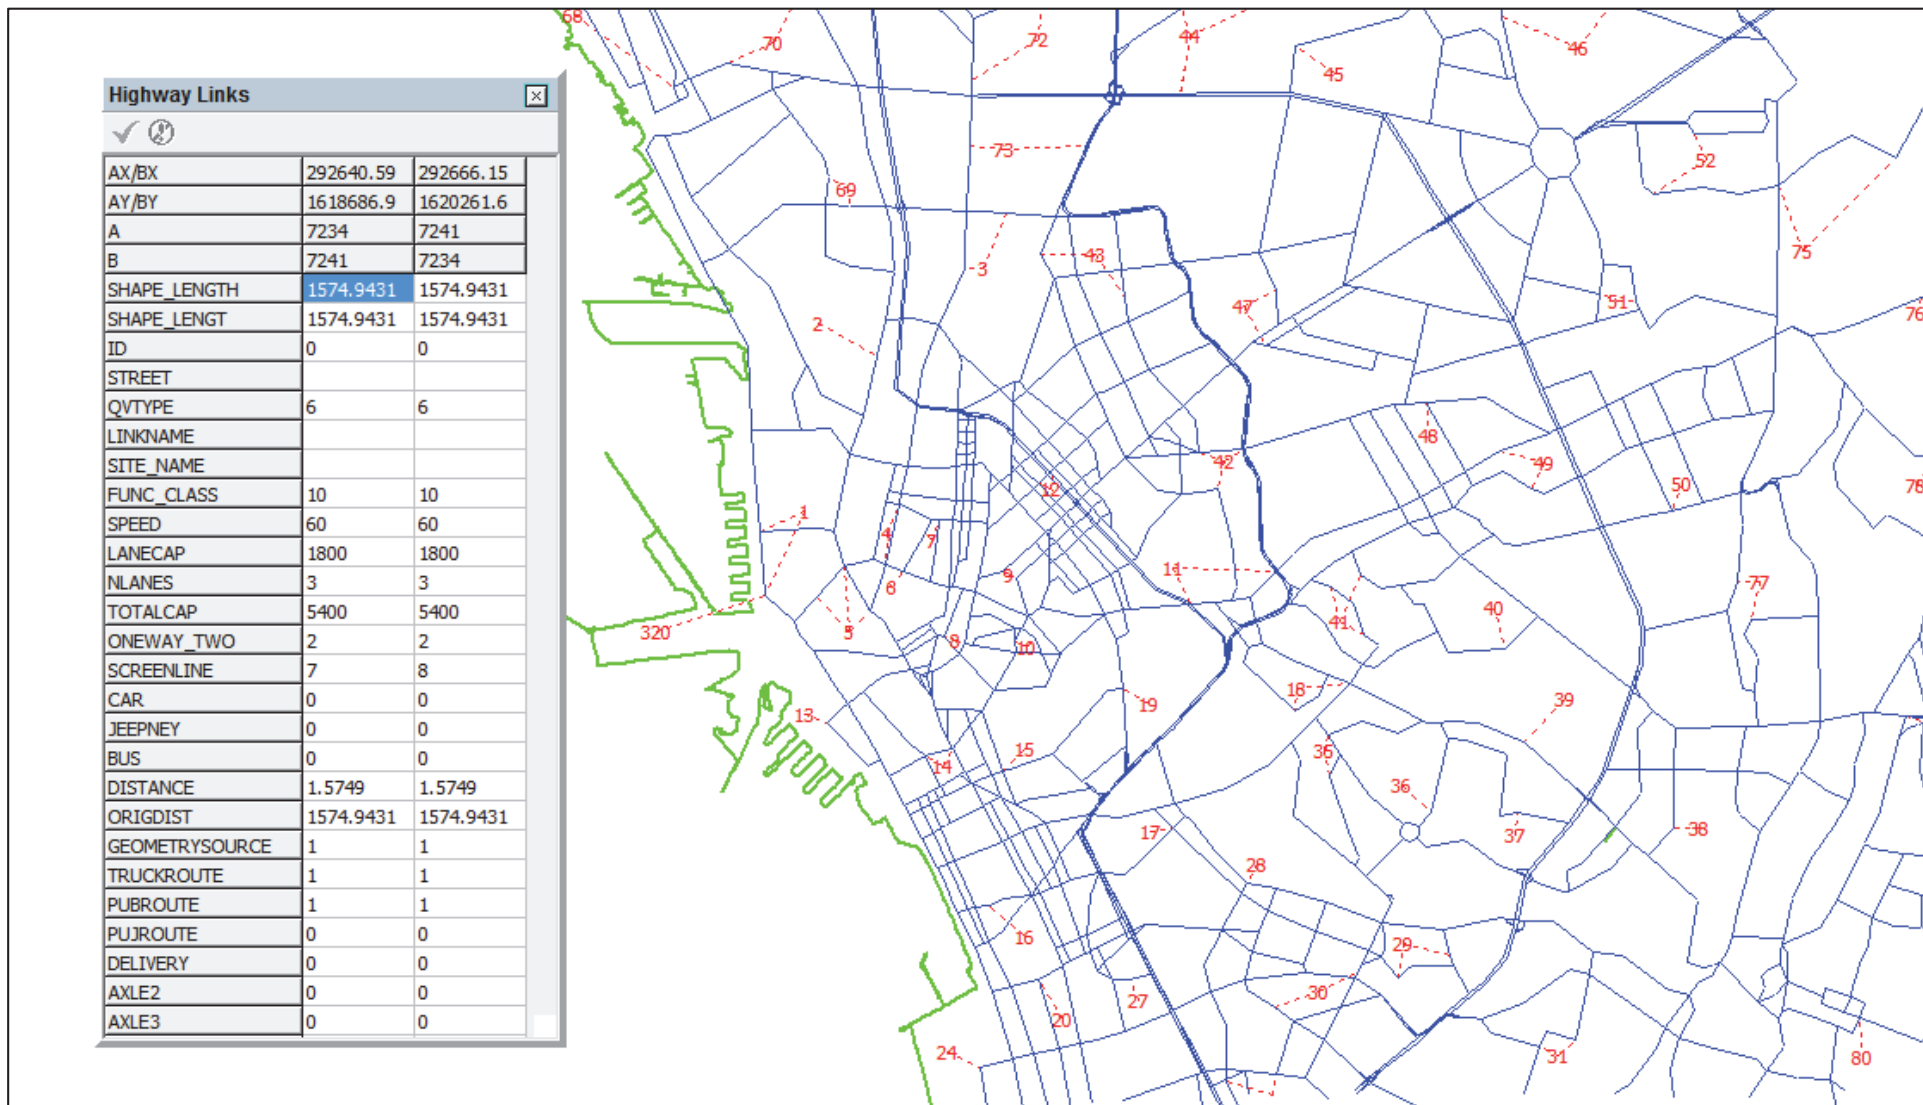 Highway Links
AX/BX 292640.59 292666.15
AY/BY 1618686.9 1620261.6
A 7234 7241
B 7241 7234
SHAPE_LENGTH 1574.9431 1574.9431
SHAPE_LENGT 1574.9431 1574.9431
ID 0 0
STREET
QVTYPE 6 6
LINKNAME
SITE_NAME
FUNC_CLASS 10 10
SPEED 60 60
LANECAP 1800 1800
NLANES 3 3
TOTALCAP 5400 5400
ONEWAY_TWO 2 2
SCREENLINE 7 8
CAR 0 0
JEEPNEY 0 0
BUS 0 0
DISTANCE 1.5749 1.5749
ORIGDIST 1574.9431 1574.9431
GEOMETRYSOURCE 1 1
TRUCKROUTE 1 1
PUBROUTE 1 1
PUJROUTE 0 0
DELIVERY 0 0
AXLE2 0 0
AXLE3 0 0
68
70
72
44
46
45
73
52
69
75
3
43
51
47
76
2
48
42
49
12
50
78
1
4
7
11
9
6
77
40
41
320
5
8
10
18
19
39
13
15
35
14
36
17
37
38
28
16
29
27
30
20
24
31
80